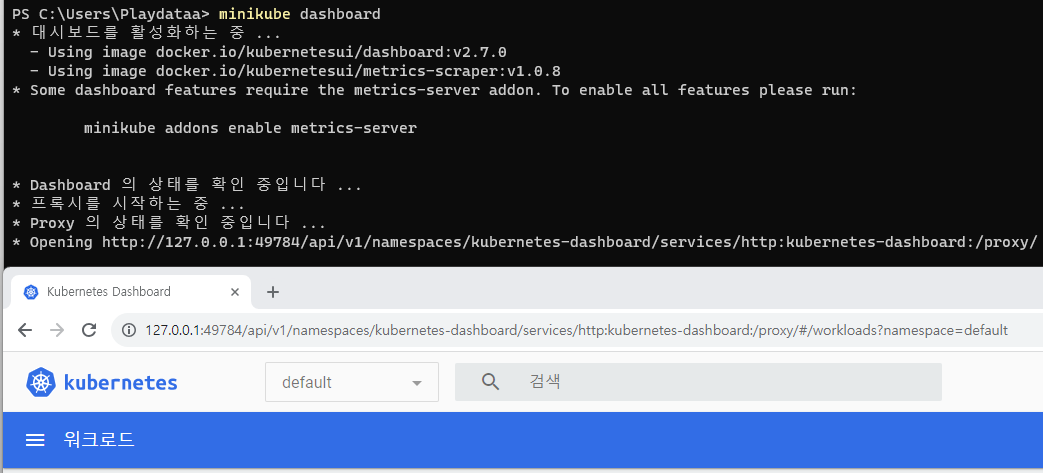 PS C:\Users\Playdataa> minikube dashboard
* 대시보드를 활성화하는 중 ...
  - Using image docker.io/kubernetesui/dashboard:v2.7.0
  - Using image docker.io/kubernetesui/metrics-scraper:v1.0.8
* Some dashboard features require the metrics-server addon. To enable all features please run:
        minikube addons enable metrics-server
* Dashboard 의 상태를 확인 중입니다 ...
* 프록시를 시작하는 중 ...
* Proxy 의 상태를 확인 중입니다 ...
* Opening http://127.0.0.1:49784/api/v1/namespaces/kubernetes-dashboard/services/http:kubernetes-dashboard:/proxy/
Kubernetes Dashboard
127.0.0.1:49784/api/v1/namespaces/kubernetes-dashboard/services/http:kubernetes-dashboard:/proxy/#/workloads?namespace=default
kubernetes default 검색
워크로드